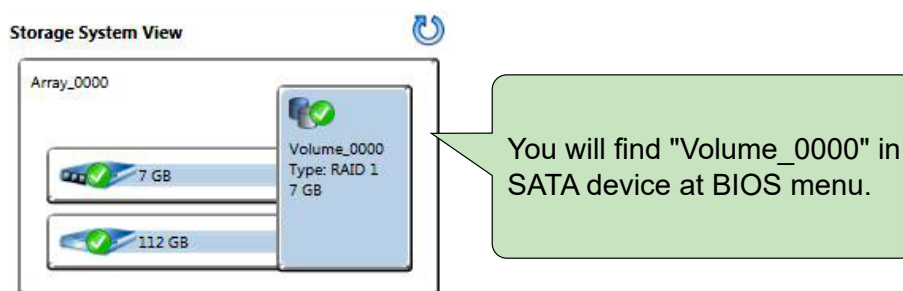 Storage System View
Array_0000
Volume_0000
Type: RAID 1
7 GB
7 GB
112 GB
You will find "Volume_0000" in
SATA device at BIOS menu.